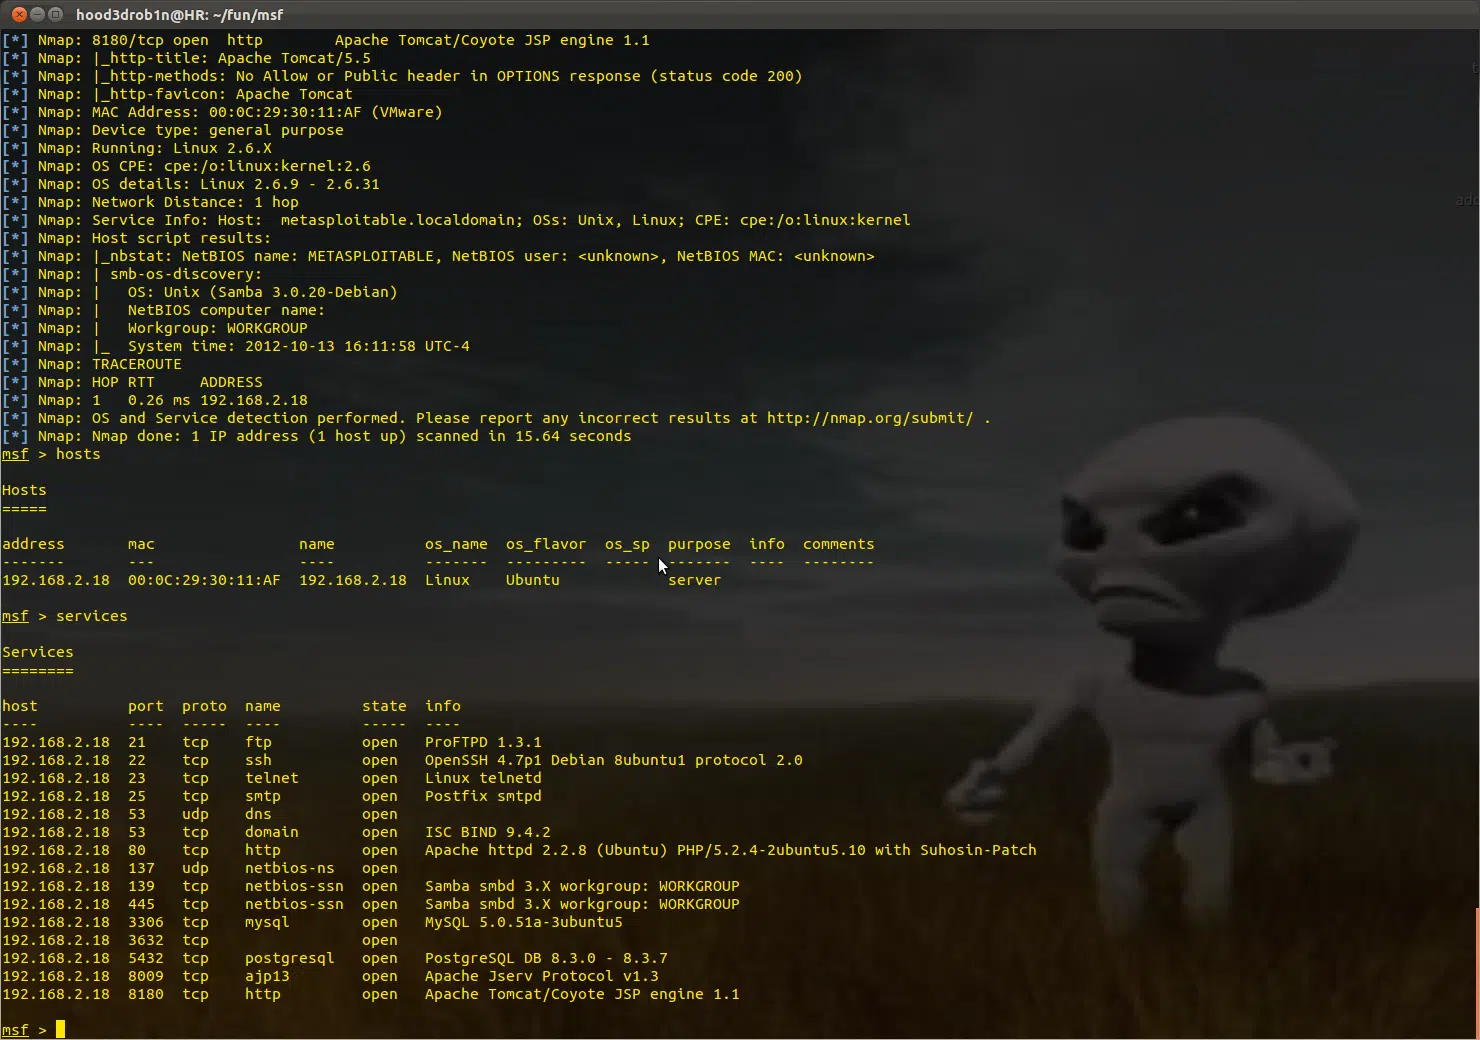 hood3drob1n@HR: ~/fun/msf
[*] Nmap: 8180/tcp open  http        Apache Tomcat/Coyote JSP engine 1.1
[*] Nmap: |_http-title: Apache Tomcat/5.5
[*] Nmap: |_http-methods: No Allow or Public header in OPTIONS response (status code 200)
[*] Nmap: |_http-favicon: Apache Tomcat
[*] Nmap: MAC Address: 00:0C:29:30:11:AF (VMware)
[*] Nmap: Device type: general purpose
[*] Nmap: Running: Linux 2.6.X
[*] Nmap: OS CPE: cpe:/o:linux:kernel:2.6
[*] Nmap: OS details: Linux 2.6.9 - 2.6.31
[*] Nmap: Network Distance: 1 hop
[*] Nmap: Service Info: Host:  metasploitable.localdomain; OSs: Unix, Linux; CPE: cpe:/o:linux:kernel
[*] Nmap: Host script results:
[*] Nmap: |_nbstat: NetBIOS name: METASPLOITABLE, NetBIOS user: <unknown>, NetBIOS MAC: <unknown>
[*] Nmap: | smb-os-discovery:
[*] Nmap: |   OS: Unix (Samba 3.0.20-Debian)
[*] Nmap: |   NetBIOS computer name:
[*] Nmap: |   Workgroup: WORKGROUP
[*] Nmap: |_  System time: 2012-10-13 16:11:58 UTC-4
[*] Nmap: TRACEROUTE
[*] Nmap: HOP RTT     ADDRESS
[*] Nmap: 1   0.26 ms 192.168.2.18
[*] Nmap: OS and Service detection performed. Please report any incorrect results at http://nmap.org/submit/ .
[*] Nmap: Nmap done: 1 IP address (1 host up) scanned in 15.64 seconds
msf > hosts
Hosts
=====
address       mac                name          os_name  os_flavor  os_sp  purpose  info  comments
-------       ---                ----          -------  ---------  -----  -------  ----  --------
192.168.2.18  00:0C:29:30:11:AF  192.168.2.18  Linux    Ubuntu            server
msf > services
Services
========
host          port  proto  name         state  info
----          ----  -----  ----         -----  ----
192.168.2.18  21    tcp    ftp          open   ProFTPD 1.3.1
192.168.2.18  22    tcp    ssh          open   OpenSSH 4.7p1 Debian 8ubuntu1 protocol 2.0
192.168.2.18  23    tcp    telnet       open   Linux telnetd
192.168.2.18  25    tcp    smtp         open   Postfix smtpd
192.168.2.18  53    udp    dns          open
192.168.2.18  53    tcp    domain       open   ISC BIND 9.4.2
192.168.2.18  80    tcp    http         open   Apache httpd 2.2.8 (Ubuntu) PHP/5.2.4-2ubuntu5.10 with Suhosin-Patch
192.168.2.18  137   udp    netbios-ns   open
192.168.2.18  139   tcp    netbios-ssn  open   Samba smbd 3.X workgroup: WORKGROUP
192.168.2.18  445   tcp    netbios-ssn  open   Samba smbd 3.X workgroup: WORKGROUP
192.168.2.18  3306  tcp    mysql        open   MySQL 5.0.51a-3ubuntu5
192.168.2.18  3632  tcp                 open
192.168.2.18  5432  tcp    postgresql   open   PostgreSQL DB 8.3.0 - 8.3.7
192.168.2.18  8009  tcp    ajp13        open   Apache Jserv Protocol v1.3
192.168.2.18  8180  tcp    http         open   Apache Tomcat/Coyote JSP engine 1.1
msf >